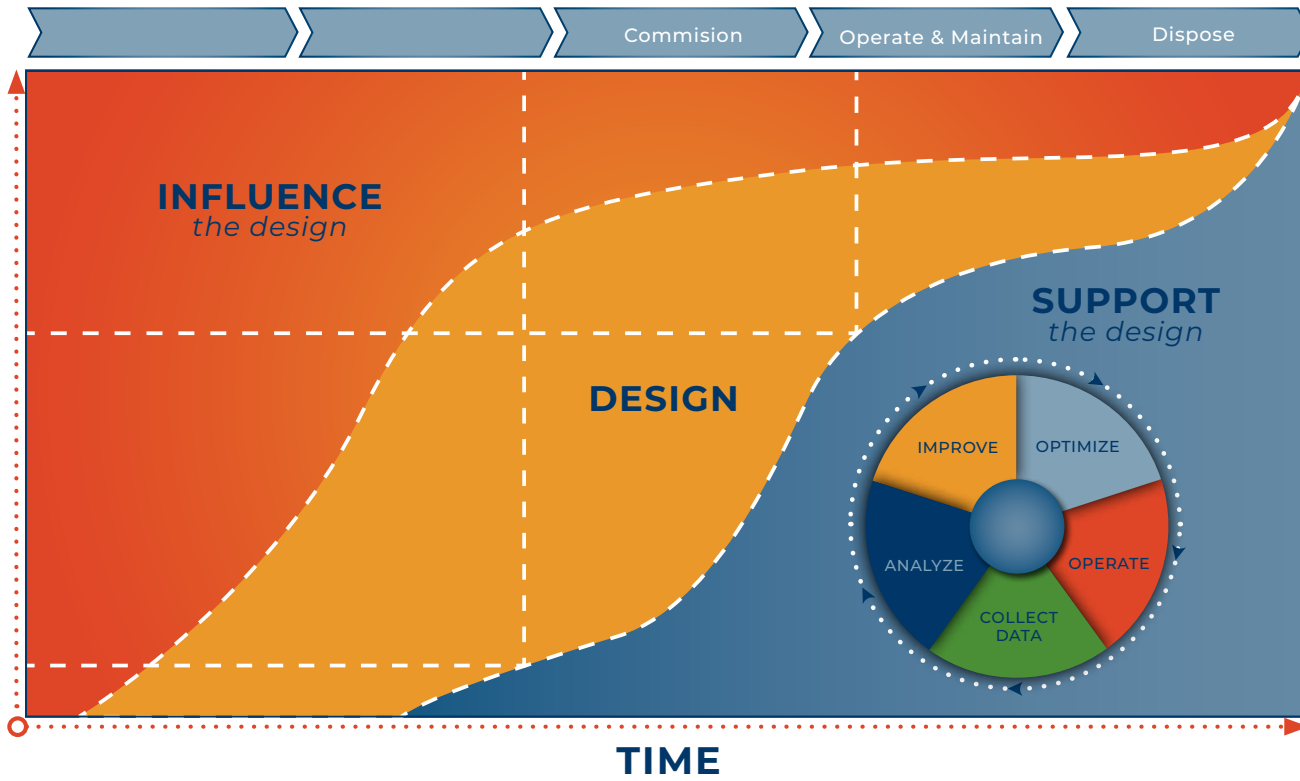 Commision
Operate & Maintain
Dispose
INFLUENCE
the design
DESIGN
SUPPORT
the design
IMPROVE
OPTIMIZE
ANALYZE
OPERATE
COLLECT
DATA
TIME